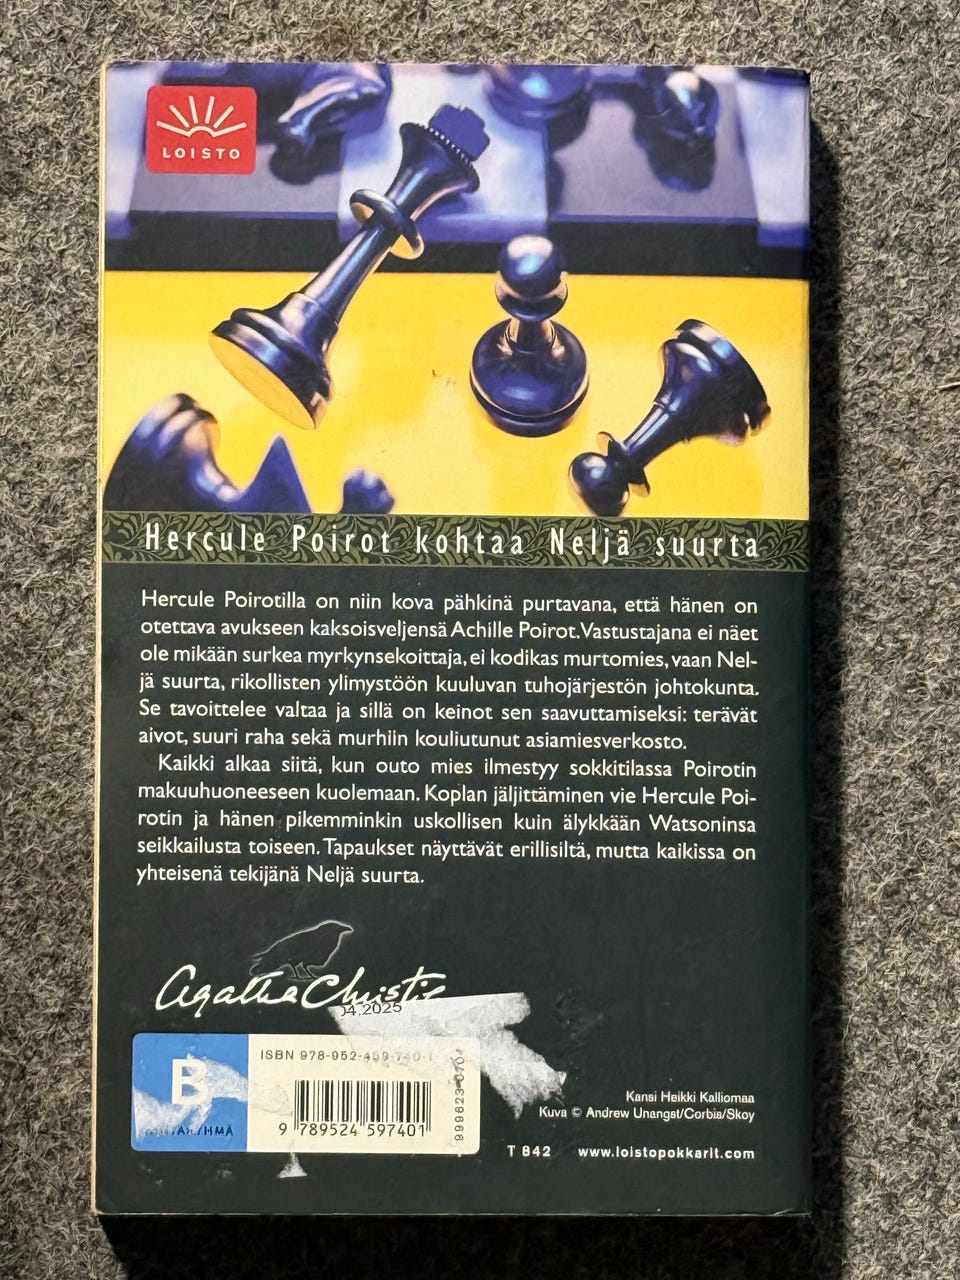 LOISTO
Hercule Poirot kohtaa Neljä suurta
Hercule Poirotilla on niin kova pähkinä purtavana, että hänen on
otettava avukseen kaksoisveljensä Achille Poirot. Vastustajana ei näet
ole mikään surkea myrkynsekoittaja, ei kodikas murtomies, vaan Nel-
jä suurta, rikollisten ylimystöön kuuluvan tuhojärjestön johtokunta.
Se tavoittelee valtaa ja sillä on keinot sen saavuttamiseksi: terävät
aivot, suuri raha sekä murhiin kouliutunut asiamiesverkosto.
Kaikki alkaa siitä, kun outo mies ilmestyy sokkitilassa Poirotin
makuuhuoneeseen kuolemaan. Koplan jäljittäminen vie Hercule Poi-
rotin ja hänen pikemminkin uskollisen kuin älykkään Watsoninsa
seikkailusta toiseen. Tapaukset näyttävät erillisiltä, mutta kaikissa on
yhteisenä tekijänä Neljä suurta.
Agatha Christie
04.2025
B
ISBN 978-952-459-740-1
9 789524 597401
Kansi Heikki Kalliomaa
Kuva © Andrew Unangst/Corbis/Skoy
T 842 www.loistopokkarit.com